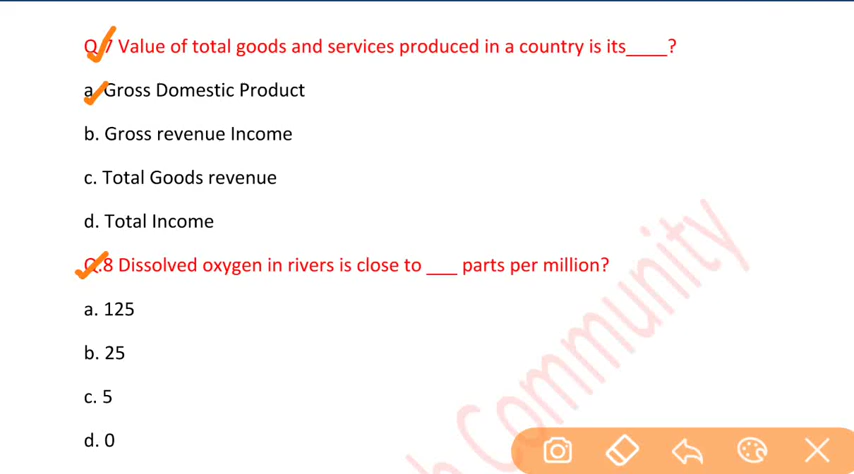 Q.7 Value of total goods and services produced in a country is its____?
a. Gross Domestic Product
b. Gross revenue Income
c. Total Goods revenue
d. Total Income
Q.8 Dissolved oxygen in rivers is close to ___ parts per million?
a. 125
b. 25
c. 5
d. 0
Community